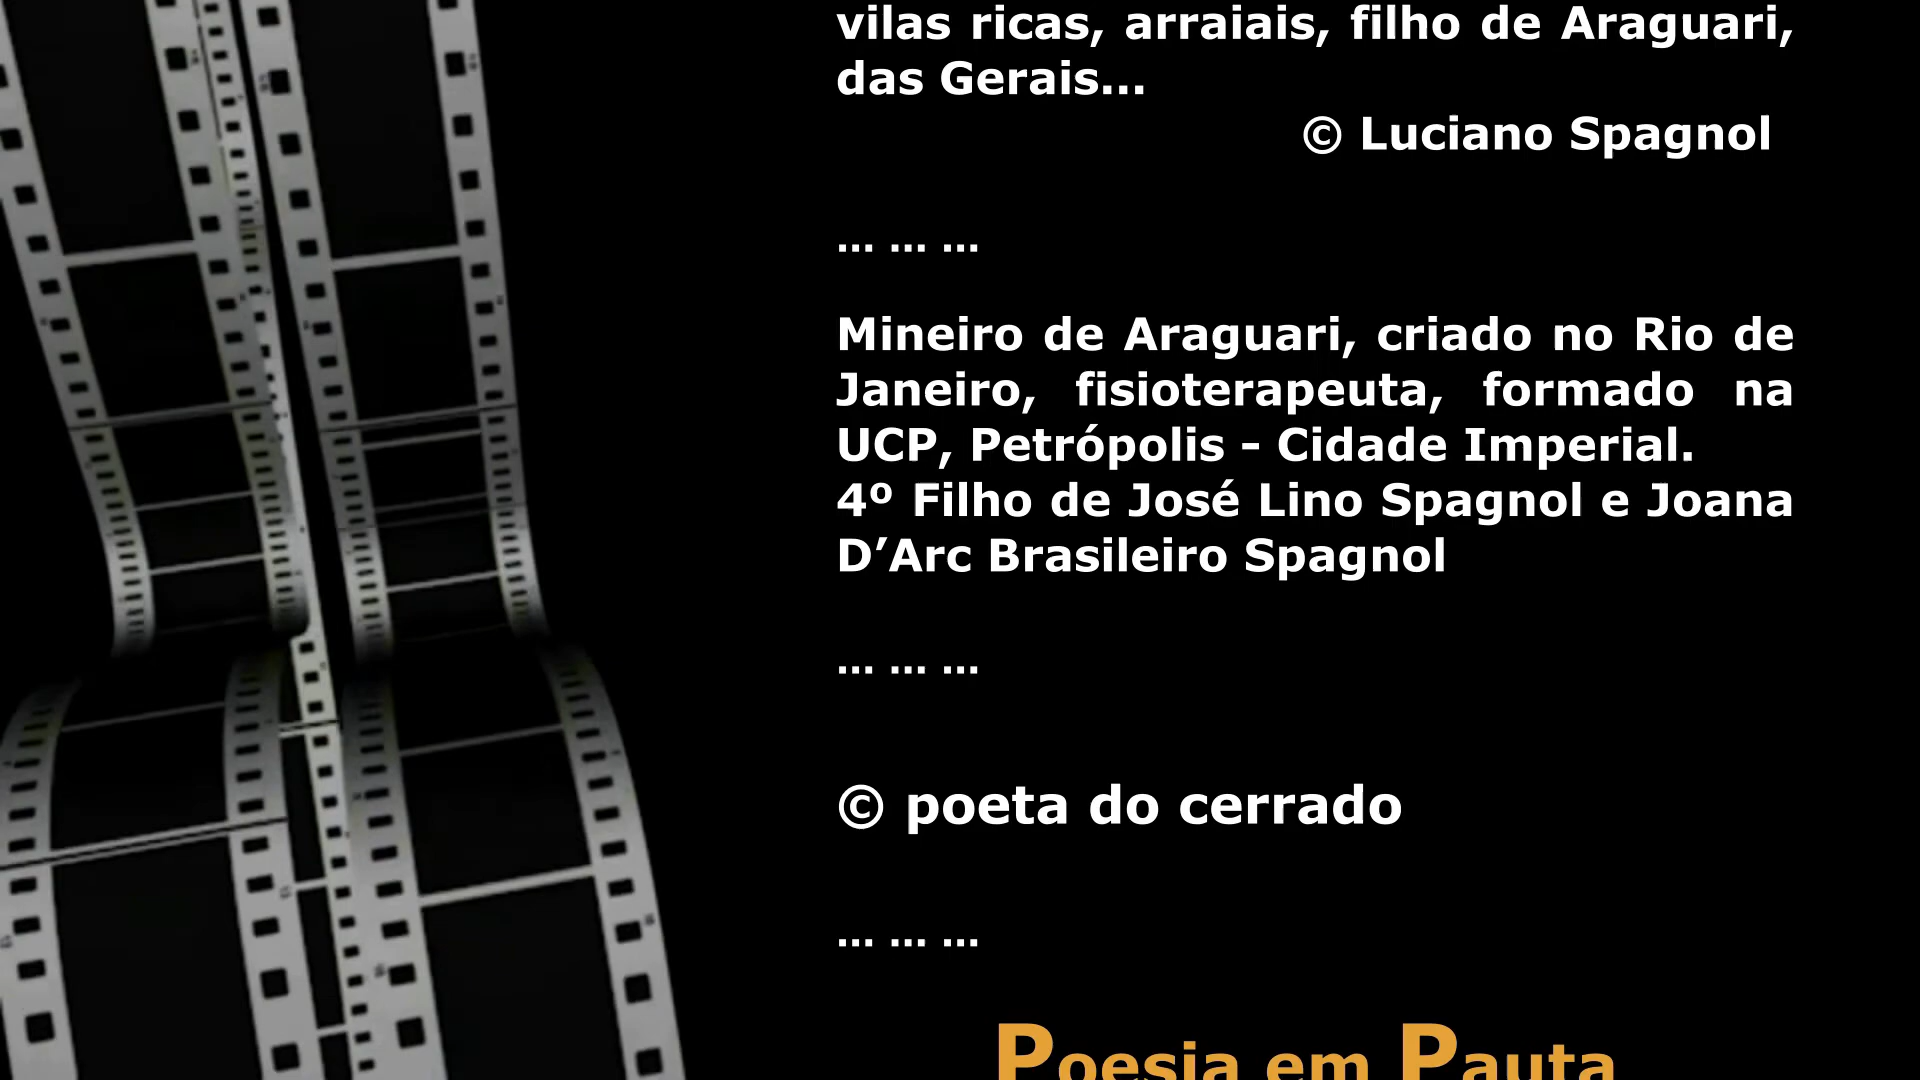 vilas ricas, arraiais, filho de Araguari,
das Gerais...
© Luciano Spagnol
... ... ...
Mineiro de Araguari, criado no Rio de
Janeiro, fisioterapeuta, formado na
UCP, Petrópolis - Cidade Imperial.
4º Filho de José Lino Spagnol e Joana
D’Arc Brasileiro Spagnol
... ... ...
© poeta do cerrado
... ... ...
Poesia em Pauta